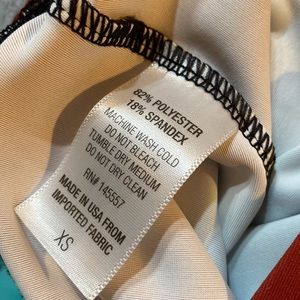 82% POLYESTER
18% SPANDEX
MACHINE WASH COLD
DO NOT BLEACH
TUMBLE DRY MEDIUM
DO NOT DRY CLEAN
RN# 145557
MADE IN USA FROM
IMPORTED FABRIC
XS